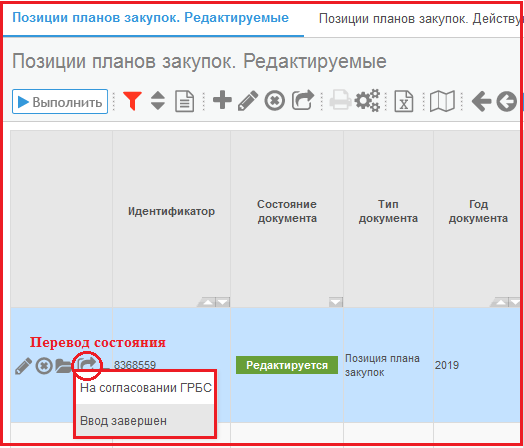 Позиции планов закупок. Редактируемые
Позиции планов закупок. Действу
Позиции планов закупок. Редактируемые
Выполнить
Идентификатор
Состояние
документа
Тип
документа
Год
документа
Перевод состояния
8368559
Редактируется
Позиция плана
закупок
2019
На согласовании ГРБС
Ввод завершен